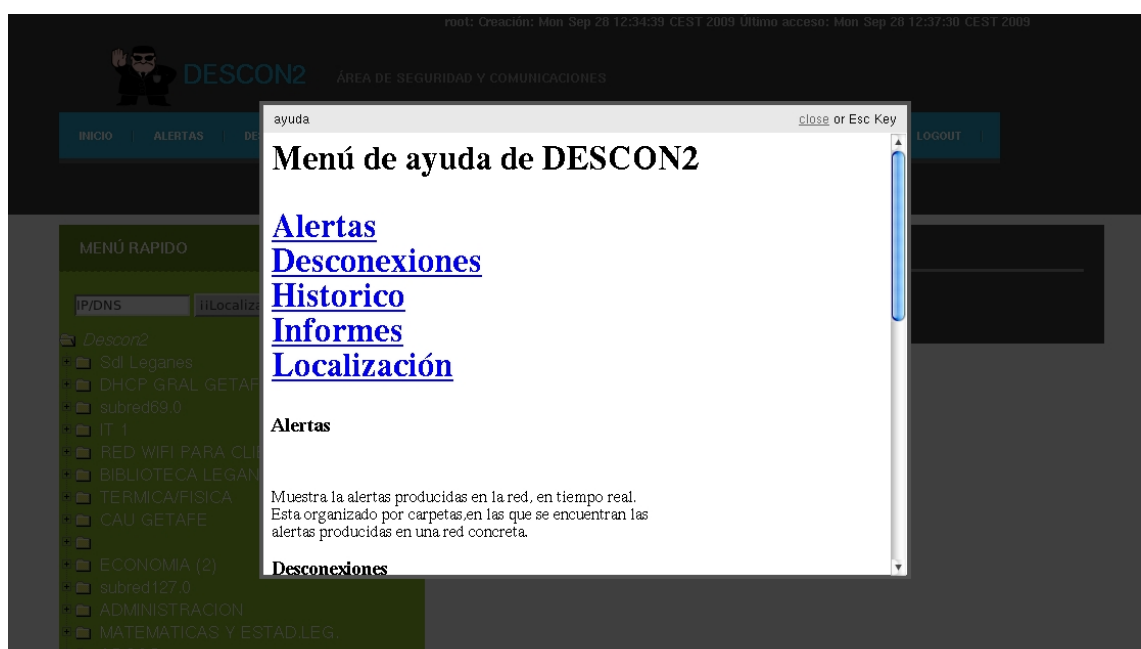 root: Creación: Mon Sep 28 12:34:39 CEST 2009 Último acceso: Mon Sep 28 12:37:30 CEST 2009
DESCON2
ÁREA DE SEGURIDAD Y COMUNICACIONES
INICIO
ALERTAS
DE
LOGOUT
ayuda
close or Esc Key
Menú de ayuda de DESCON2
Alertas
Desconexiones
Historico
Informes
Localización
Alertas
Muestra la alertas producidas en la red, en tiempo real.
Esta organizado por carpetas,en las que se encuentran las
alertas producidas en una red concreta.
Desconexiones
MENÚ RAPIDO
IP/DNS
¡¡Localiza
Descon2
Sdl Leganes
DHCP GRAL GETAF
subred69.0
IT 1
RED WIFI PARA CLI
BIBLIOTECA LEGAN
TERMICA/FISICA
CAU GETAFE
ECONOMIA (2)
subred127.0
ADMINISTRACION
MATEMATICAS Y ESTAD.LEG.